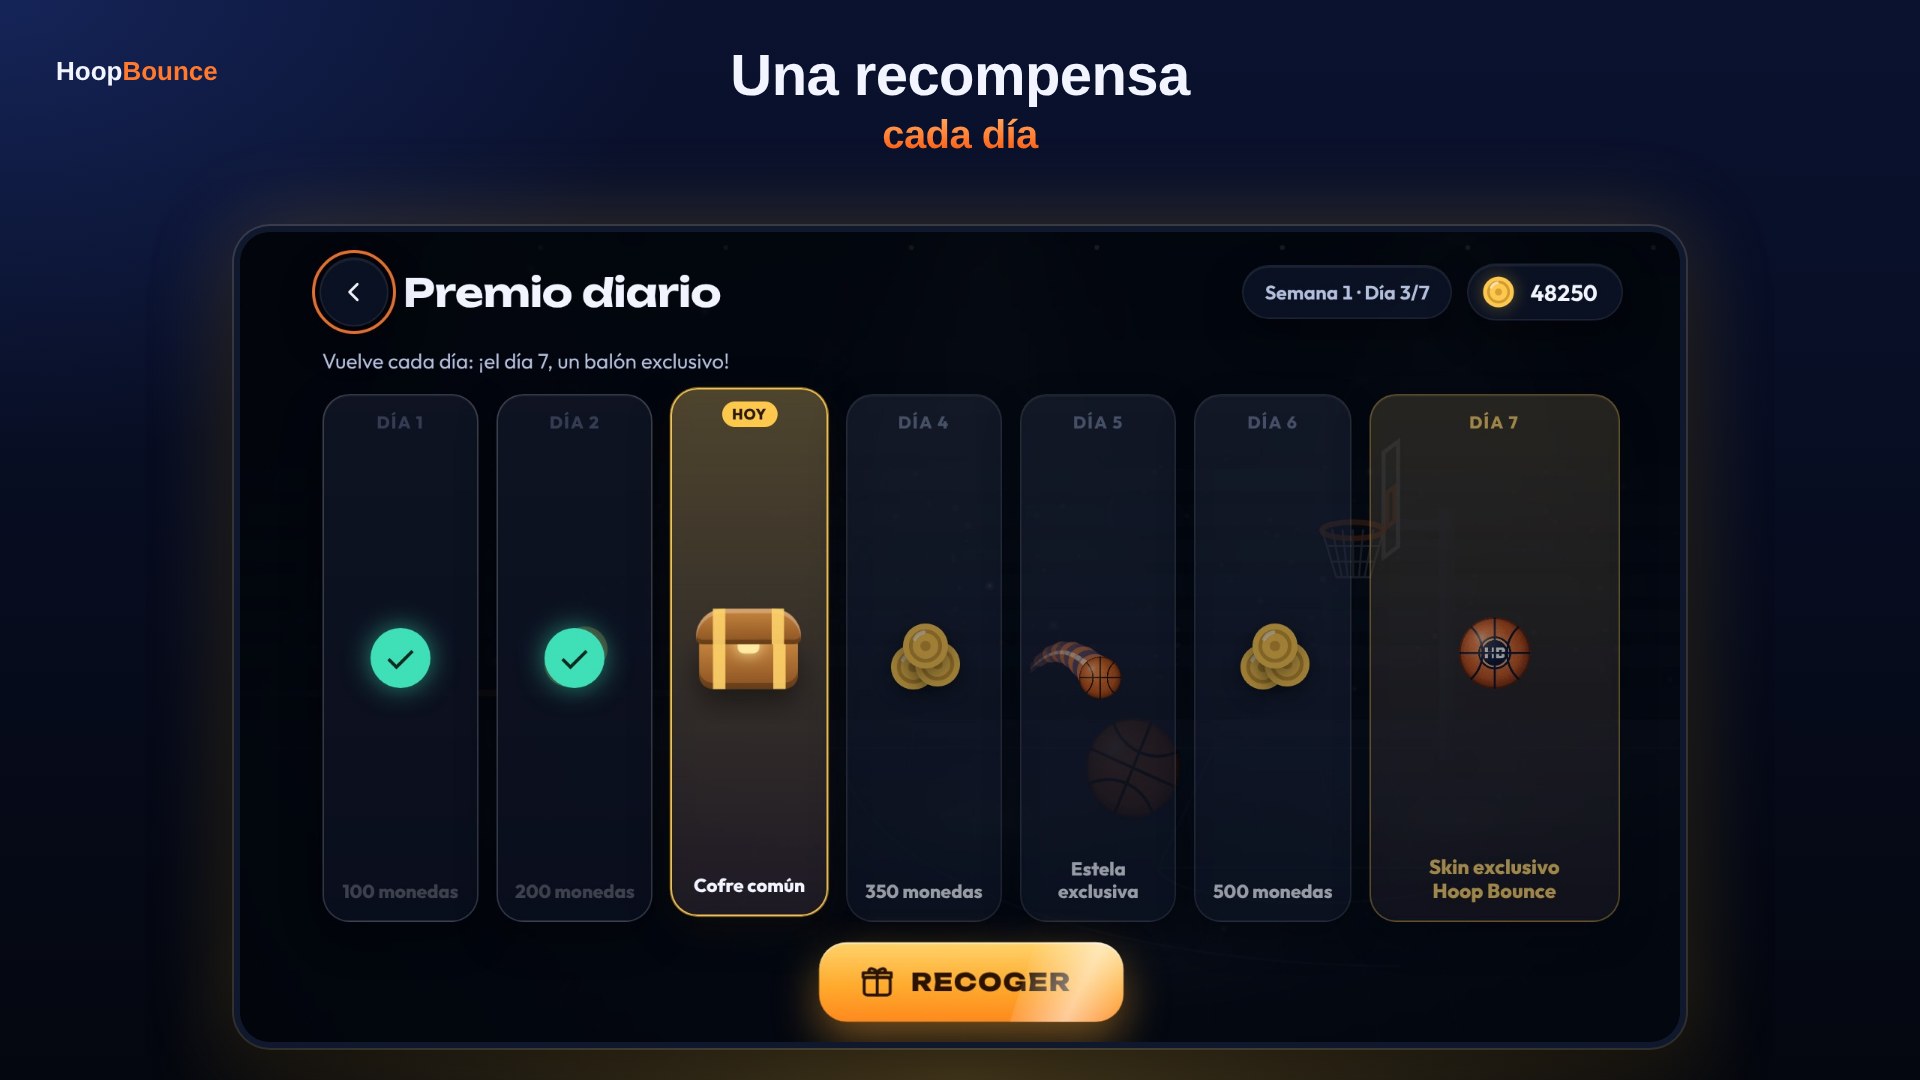 HoopBounce
Una recompensa
cada día
Premio diario
Semana 1 · Día 3/7
48250
Vuelve cada día: ¡el día 7, un balón exclusivo!
DÍA 1
100 monedas
DÍA 2
200 monedas
HOY
Cofre común
DÍA 4
350 monedas
DÍA 5
Estela
exclusiva
DÍA 6
500 monedas
DÍA 7
HB
Skin exclusivo
Hoop Bounce
RECOGER